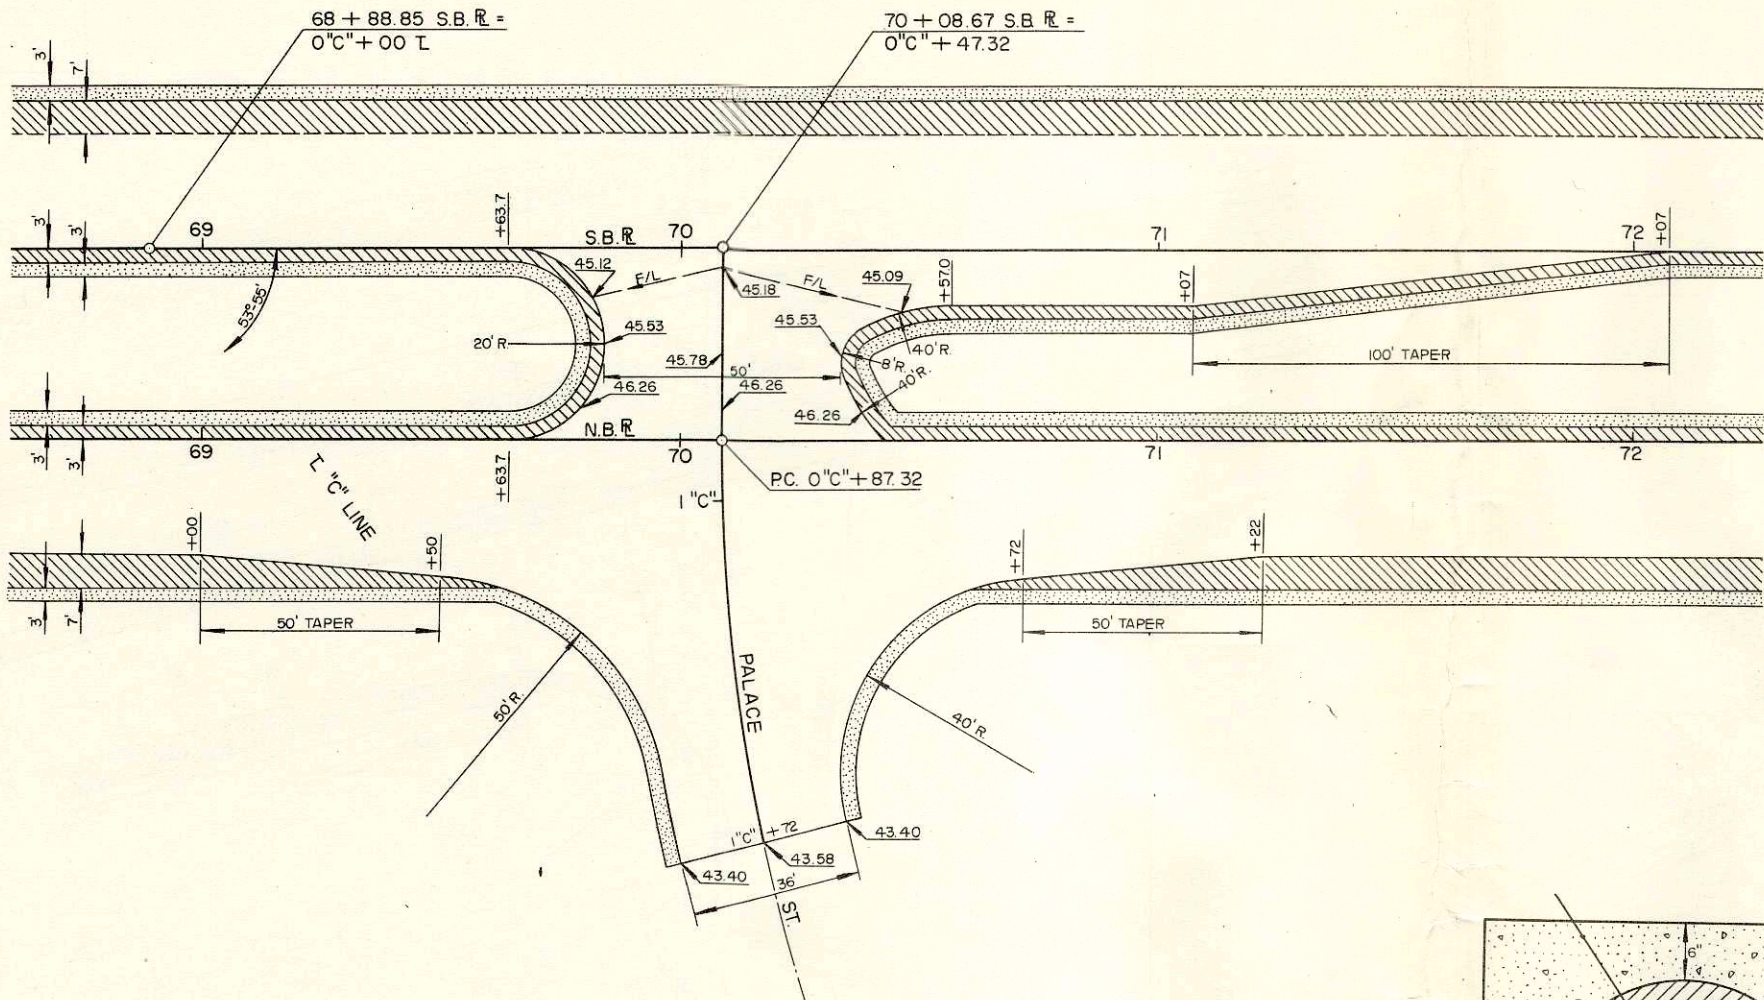 68 + 88.85 S.B. ℞ =
0"C" + 00 T
70 + 08.67 S.B. ℞ =
0"C" + 47.32
3'
7'
3'
3'
69
+63.7
S.B. ℞
70
71
72
+07
45.12
F/L
45.18
F/L
45.09
+57.0
+07
53°55'
20' R.
45.53
45.53
40' R.
8' R.
40' R.
100' TAPER
45.78
50'
46.26
46.26
46.26
N.B. ℞
3'
3'
69
+63.7
70
71
72
P.C. 0"C" + 87.32
T "C" LINE
1 "C"
+00
+50
+72
+22
3'
7'
50' TAPER
50' TAPER
50' R.
PALACE
40' R.
1"C" + 72
43.40
43.58
43.40
36'
ST.
6"